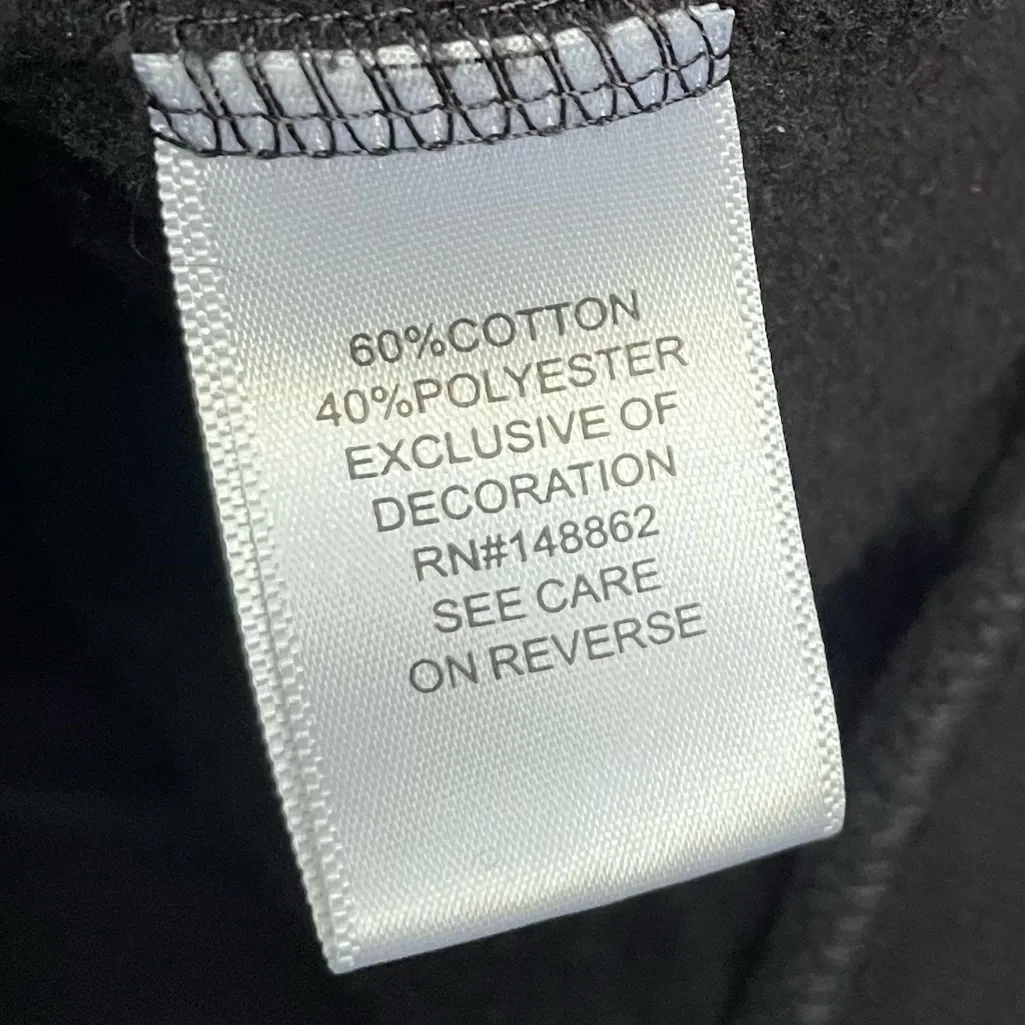 60%COTTON
40%POLYESTER
EXCLUSIVE OF
DECORATION
RN#148862
SEE CARE
ON REVERSE